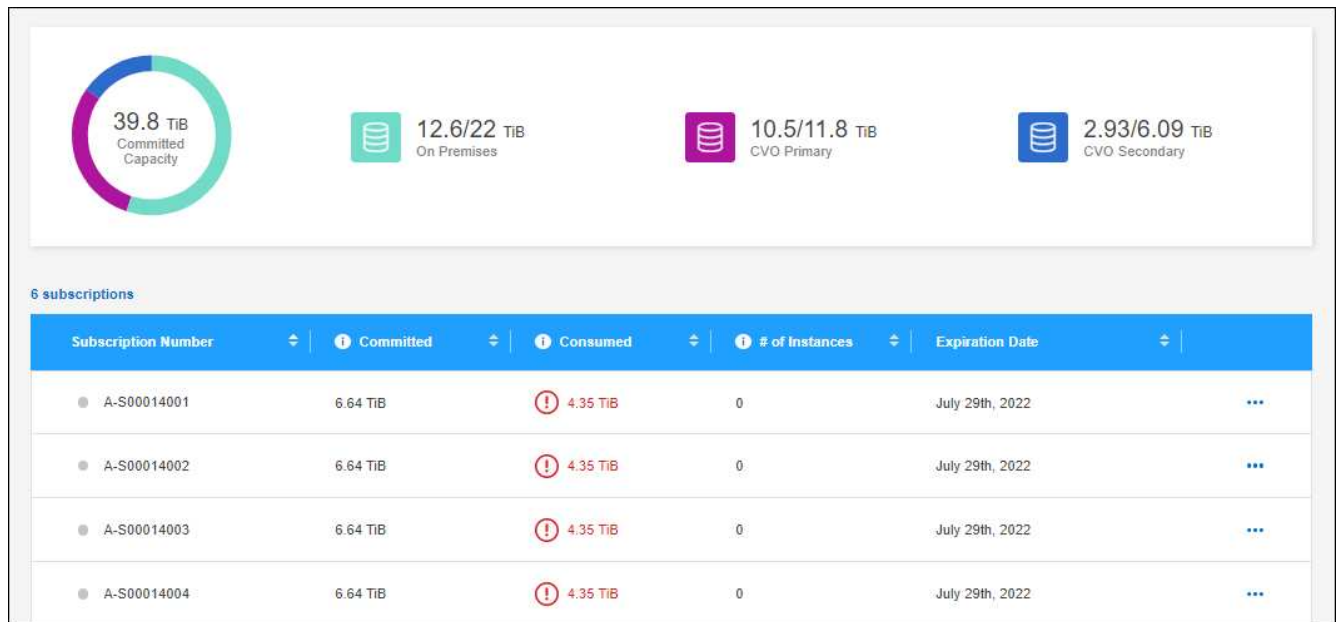 39.8 TiB
Committed
Capacity
12.6/22 TiB
On Premises
10.5/11.8 TiB
CVO Primary
2.93/6.09 TiB
CVO Secondary
6 subscriptions
Subscription Number Committed Consumed # of Instances Expiration Date
A-S00014001 6.64 TiB 4.35 TiB 0 July 29th, 2022
A-S00014002 6.64 TiB 4.35 TiB 0 July 29th, 2022
A-S00014003 6.64 TiB 4.35 TiB 0 July 29th, 2022
A-S00014004 6.64 TiB 4.35 TiB 0 July 29th, 2022